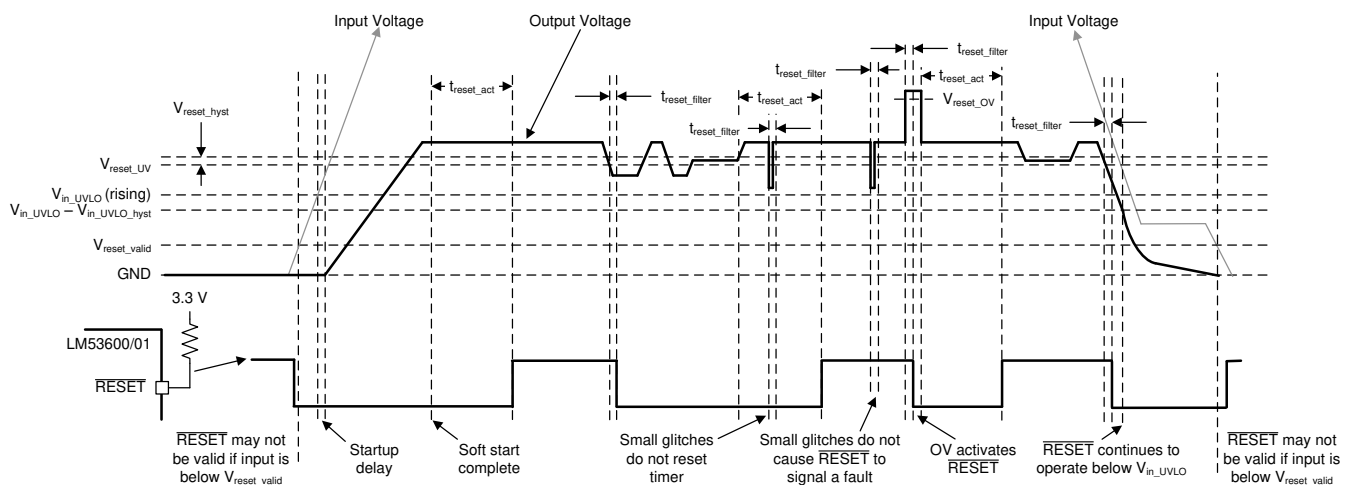 Input Voltage
Output Voltage
Input Voltage
t_reset_filter
t_reset_filter
t_reset_act
t_reset_act
V_reset_OV
V_reset_hyst
t_reset_filter
t_reset_act
t_reset_filter
t_reset_filter
V_reset_UV
V_in_UVLO (rising)
V_in_UVLO – V_in_UVLO_hyst
V_reset_valid
GND
3.3 V
LM53600/01
RESET
RESET may not
be valid if input is
below V_reset_valid
Startup
delay
Soft start
complete
Small glitches
do not reset
timer
Small glitches do not
cause RESET to
signal a fault
OV activates
RESET
RESET continues to
operate below V_in_UVLO
RESET may not
be valid if input is
below V_reset_valid